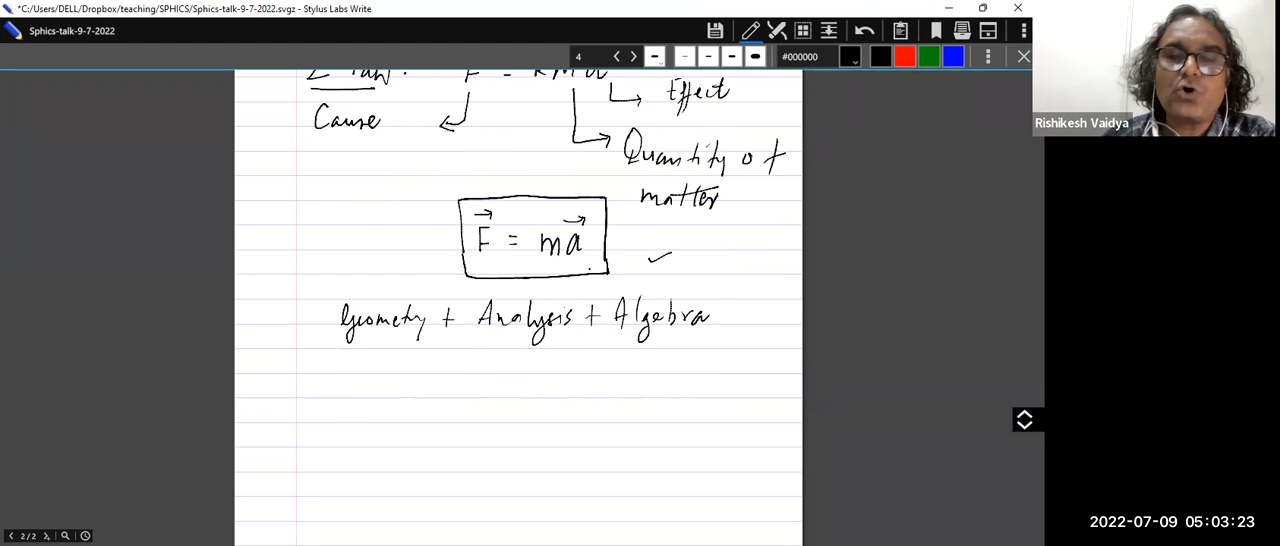 *C:/Users/DELL/Dropbox/teaching/SPHICS/Sphics-talk-9-7-2022.svgz - Stylus Labs Write
Sphics-talk-9-7-2022
4
#000000
Rishikesh Vaidya
law: F = k m a
Effect
Cause
Quantity of
matter
F = ma
Geometry + Analysis + Algebra
2/2
2022-07-09 05:03:23